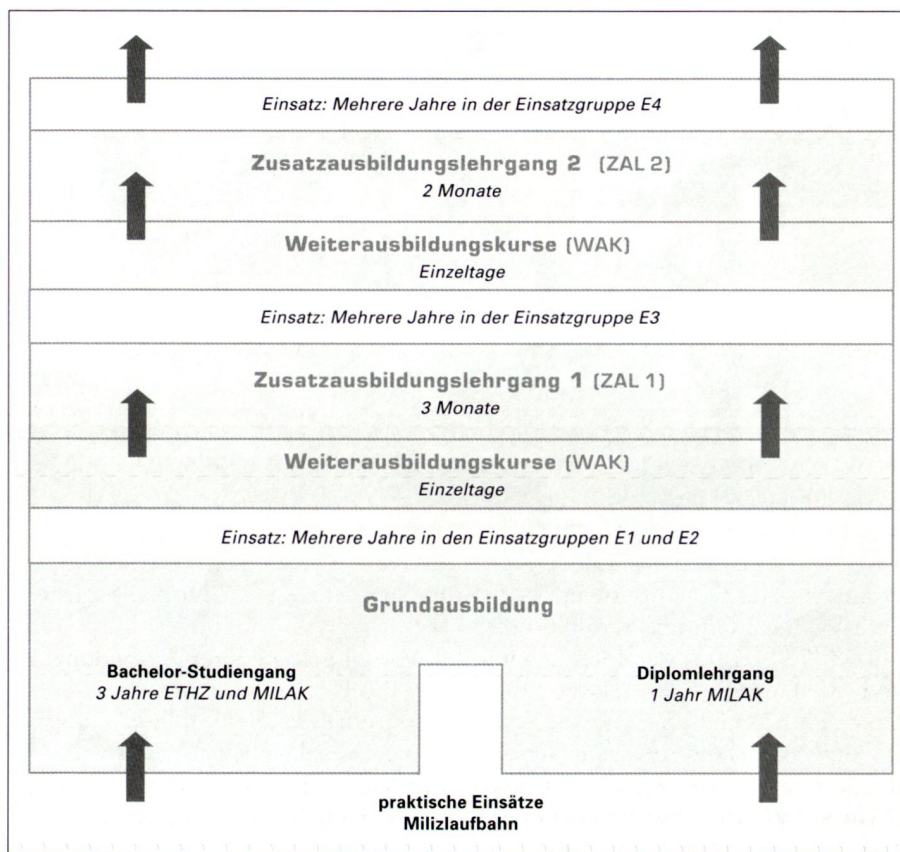 Einsatz: Mehrere Jahre in der Einsatzgruppe E4
Zusatzausbildungslehrgang 2 (ZAL 2)
2 Monate
Weiterausbildungskurse (WAK)
Einzeltage
Einsatz: Mehrere Jahre in der Einsatzgruppe E3
Zusatzausbildungslehrgang 1 (ZAL 1)
3 Monate
Weiterausbildungskurse (WAK)
Einzeltage
Einsatz: Mehrere Jahre in den Einsatzgruppen E1 und E2
Grundausbildung
Bachelor-Studiengang
3 Jahre ETHZ und MILAK
Diplomlehrgang
1 Jahr MILAK
praktische Einsätze
Milizlaufbahn